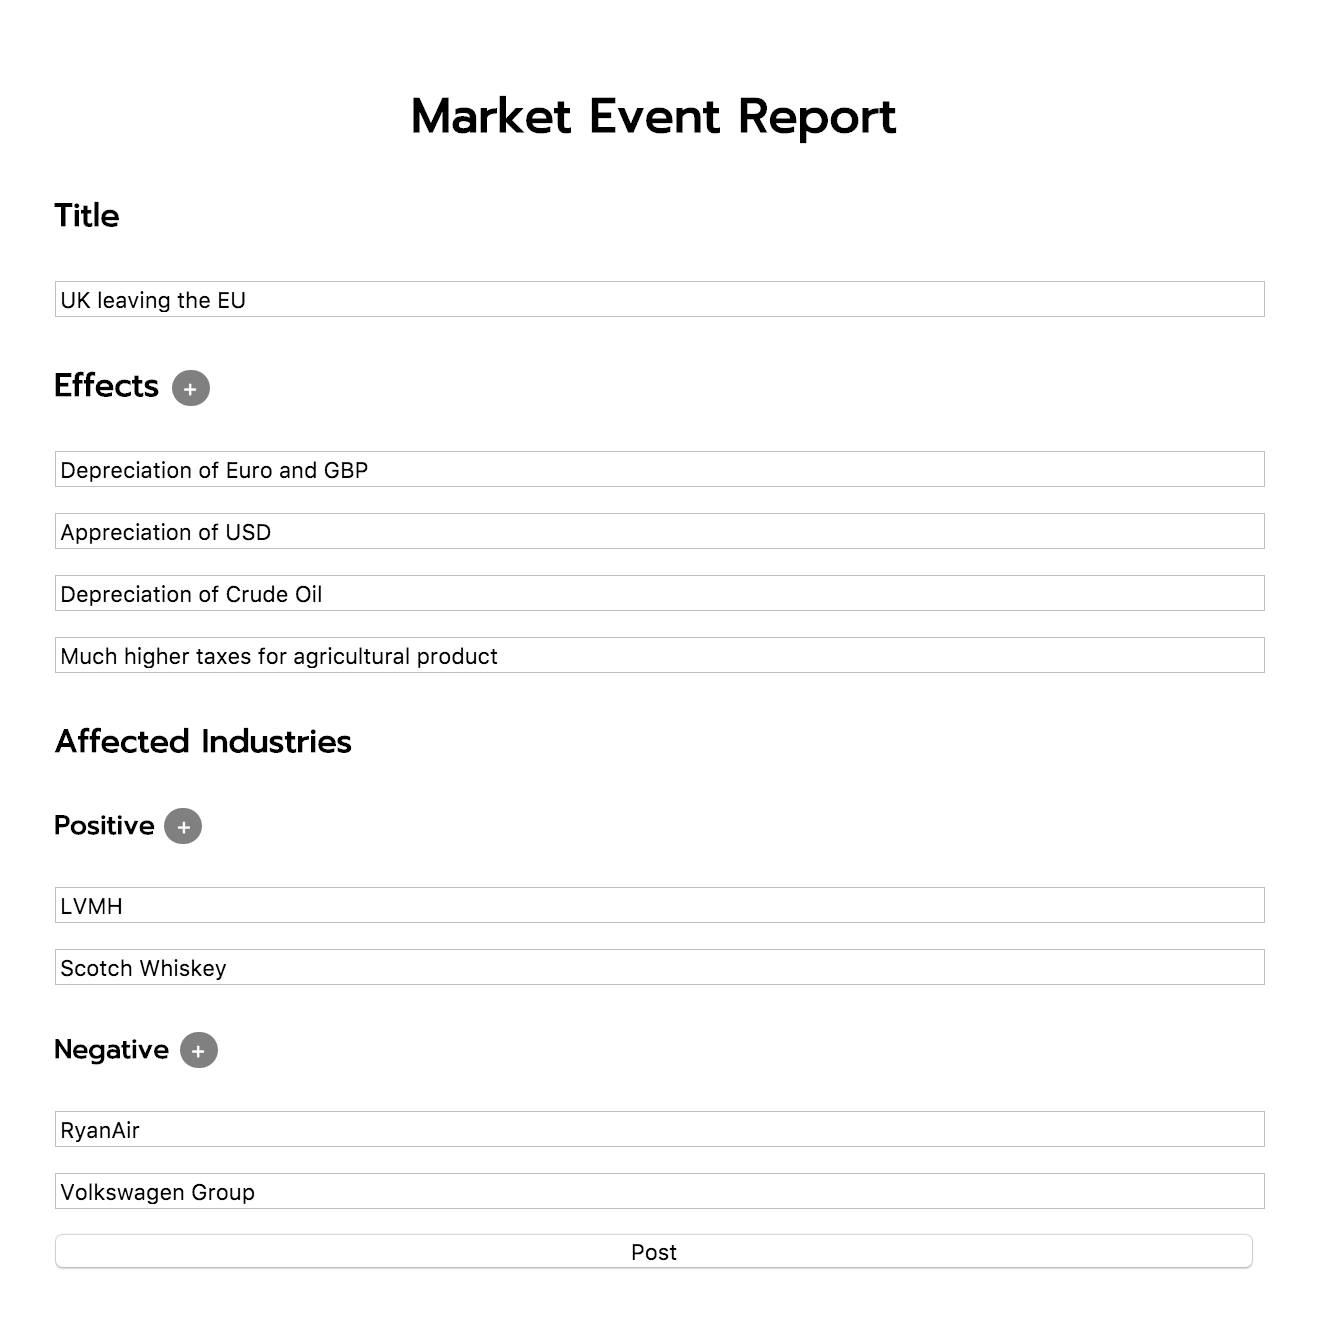 Market Event Report
Title
UK leaving the EU
Effects +
Depreciation of Euro and GBP
Appreciation of USD
Depreciation of Crude Oil
Much higher taxes for agricultural product
Affected Industries
Positive +
LVMH
Scotch Whiskey
Negative +
RyanAir
Volkswagen Group
Post